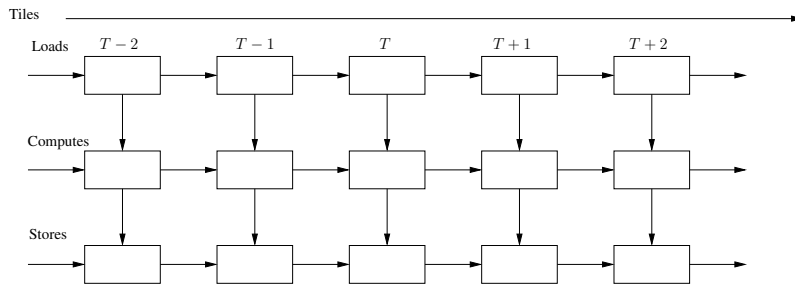 Tiles
Loads
T − 2
T − 1
T
T + 1
T + 2
Computes
Stores